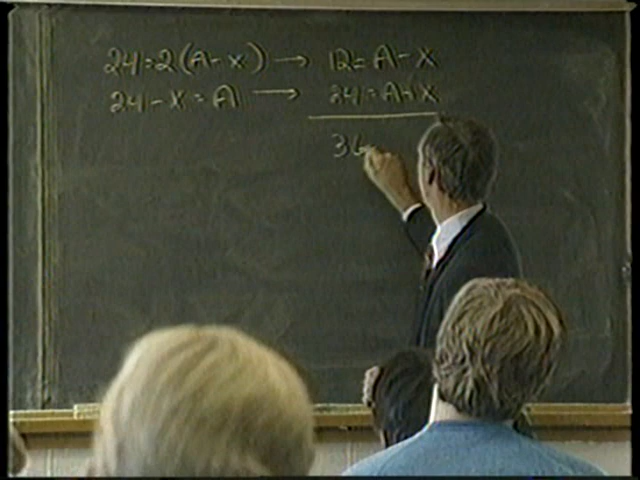 24=2(A-x) → 12=A-X
24-X=A → 24=A+X
36